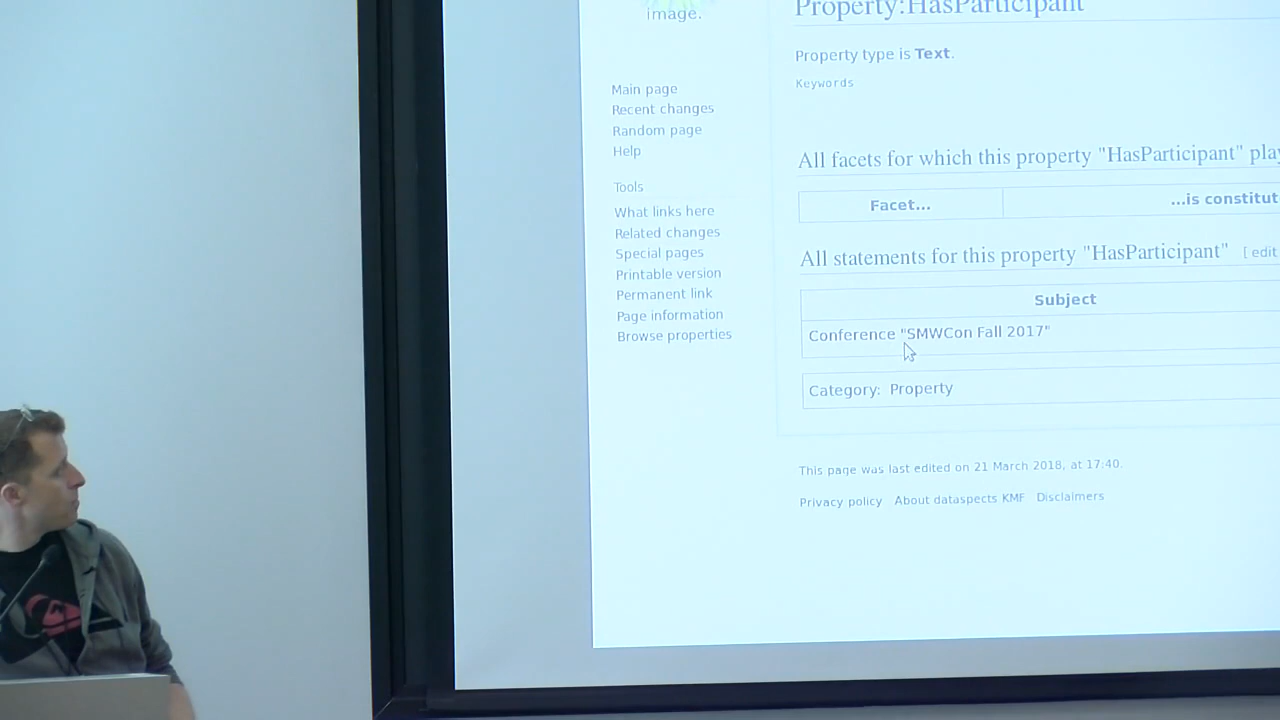 image.
Property:HasParticipant
Property type is Text.
Keywords
Main page
Recent changes
Random page
Help
Tools
What links here
Related changes
Special pages
Printable version
Permanent link
Page information
Browse properties
All facets for which this property "HasParticipant" play
Facet... ...is constitut
All statements for this property "HasParticipant" [ edit
Subject
Conference "SMWCon Fall 2017"
Category: Property
This page was last edited on 21 March 2018, at 17:40.
Privacy policy About dataspects KMF Disclaimers